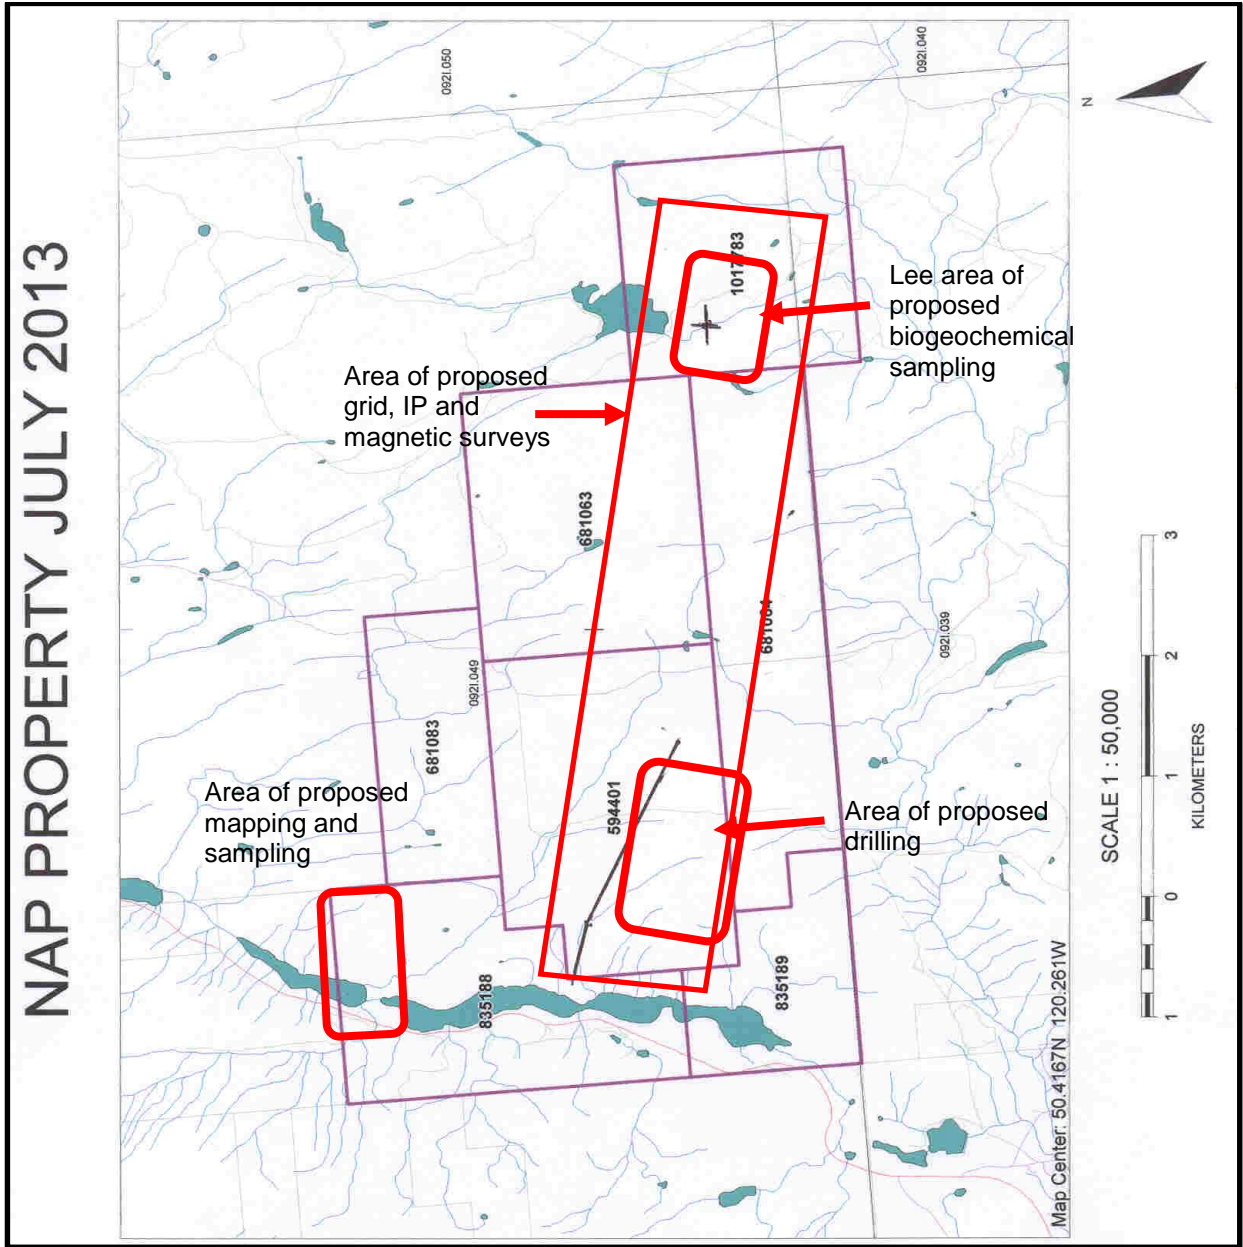 NAP PROPERTY JULY 2013
092I.050
092I.040
N
1017783
Lee area of
proposed
biogeochemical
sampling
Area of proposed
grid, IP and
magnetic surveys
681063
681064
092I.039
092I.049
681083
594401
Area of proposed
mapping and
sampling
Area of proposed
drilling
835188
835189
Map Center: 50.4167N 120.261W
SCALE 1 : 50,000
1 0 1 2 3
KILOMETERS